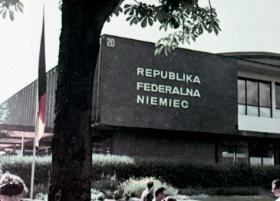 20
REPUBLIKA
FEDERALNA
NIEMIEC